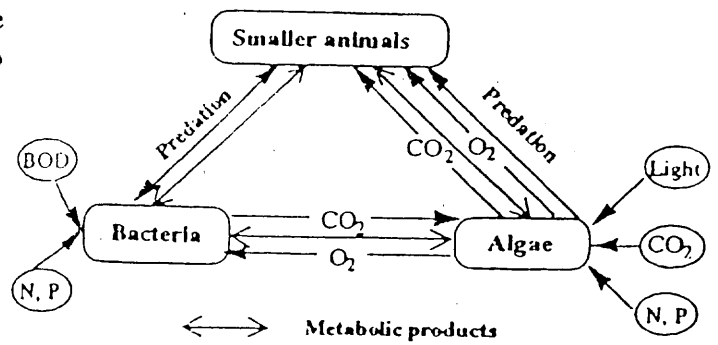 e
Smaller animals
Predation
Predation
CO₂
O₂
BOD
Light
Bacteria
CO₂
Algae
CO₂
O₂
N, P
N, P
Metabolic products